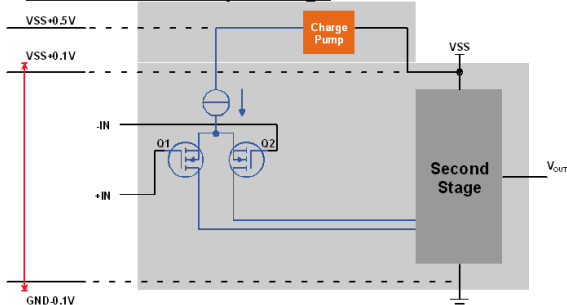 VSS+0.5V
Charge
Pump
VSS+0.1V
VSS
-IN
Q1
Q2
Second
Stage
VOUT
+IN
GND-0.1V